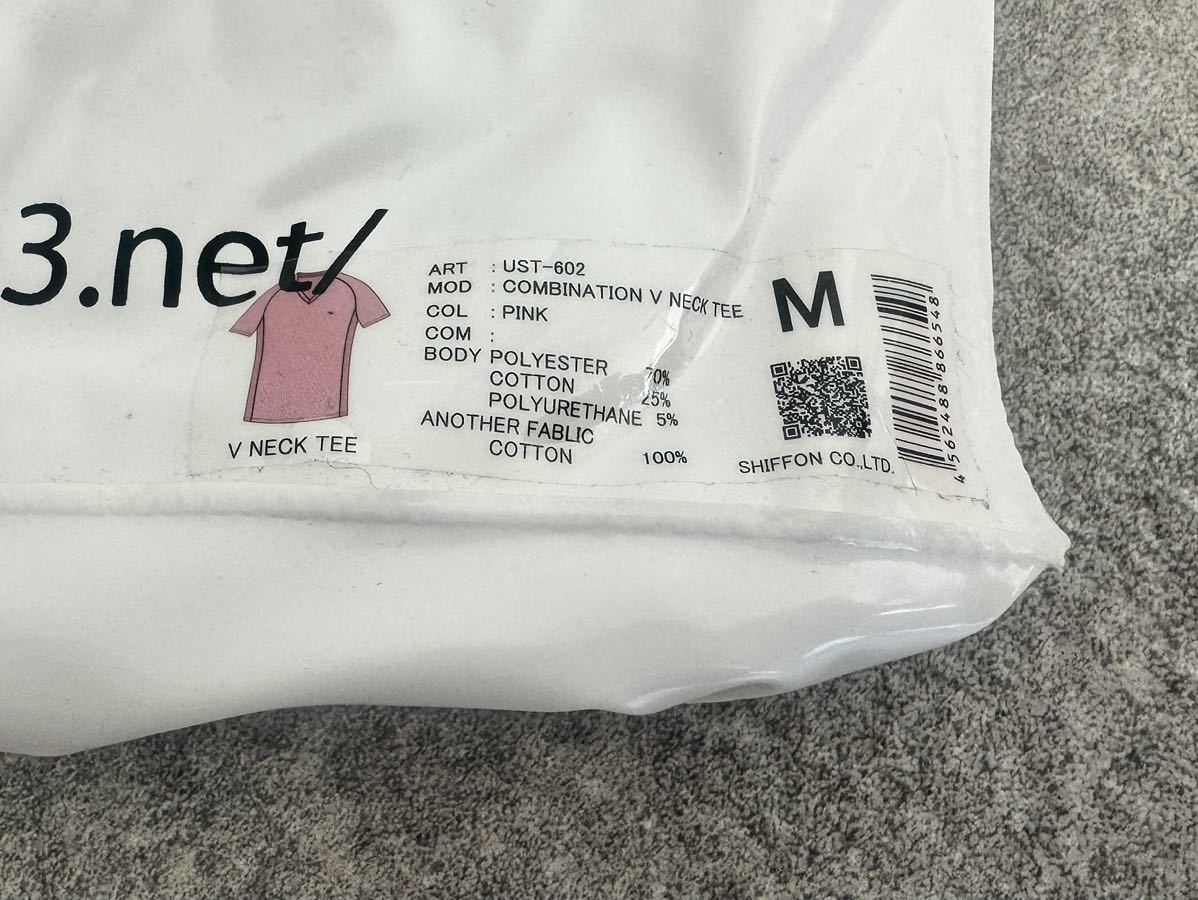 3.net/
ART : UST-602
MOD : COMBINATION V NECK TEE
COL : PINK
COM :
BODY POLYESTER 70%
COTTON 25%
POLYURETHANE 5%
ANOTHER FABLIC
COTTON 100%
V NECK TEE
M
SHIFFON CO.,LTD.
4562488866548